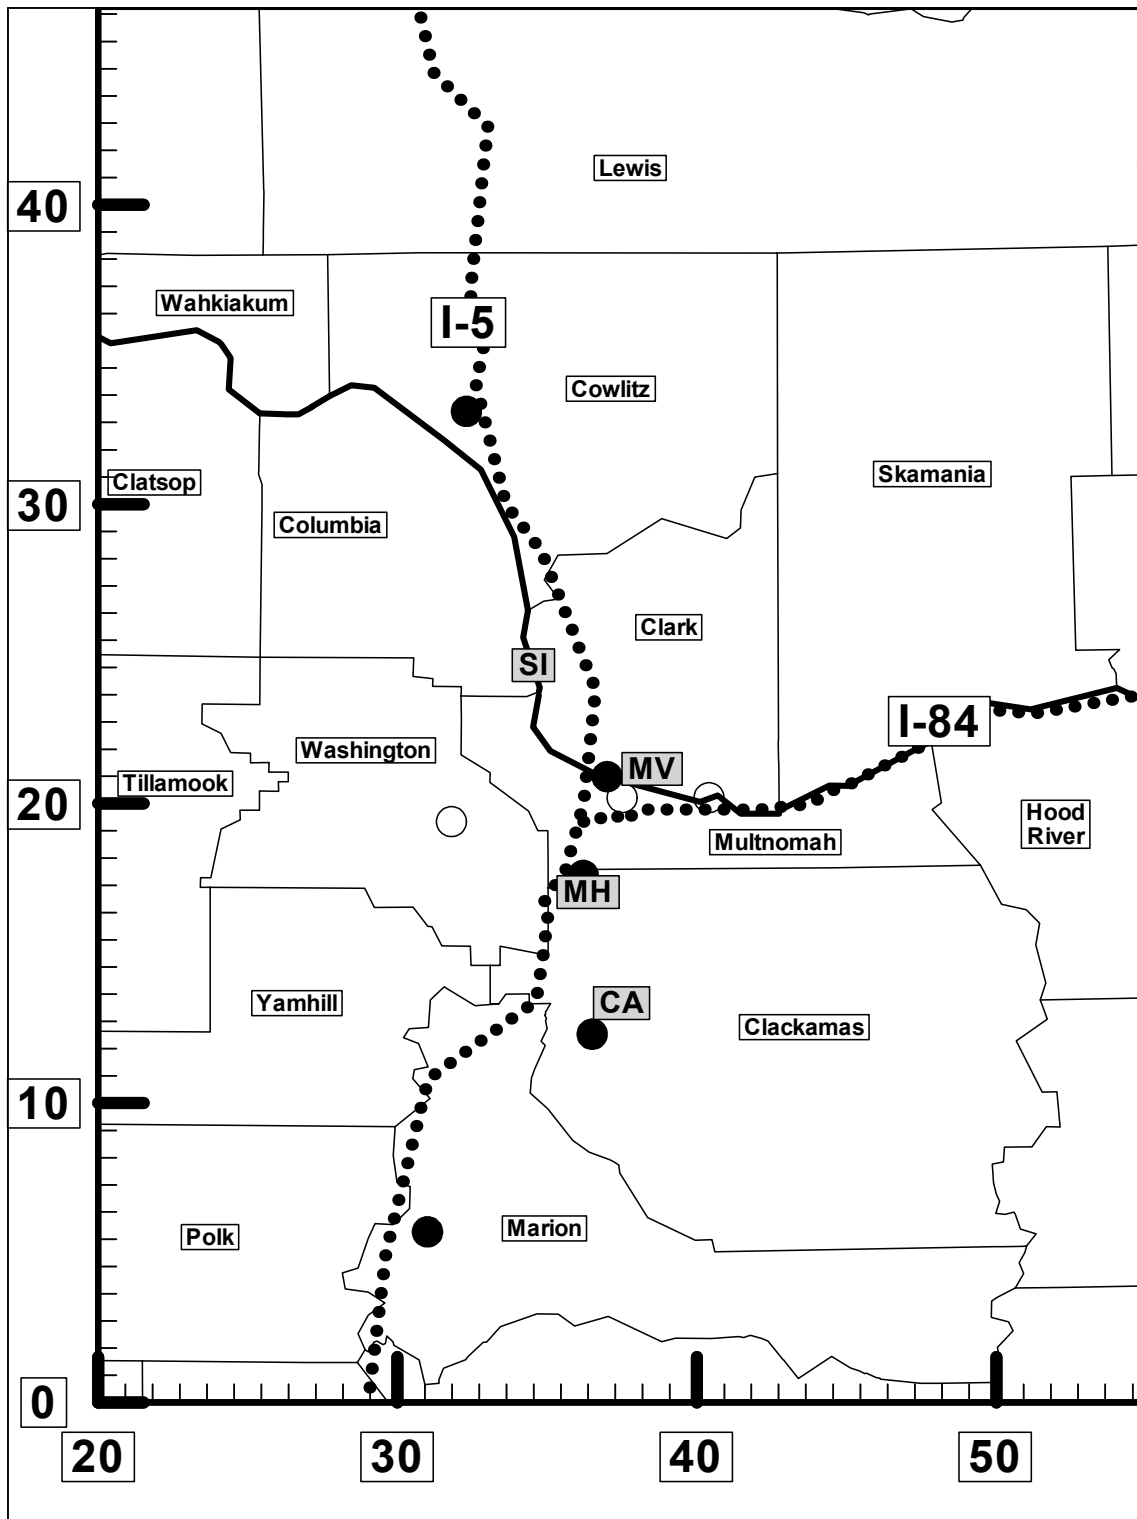 Lewis
40
Wahkiakum
I-5
Cowlitz
Skamania
Clatsop
30
Columbia
Clark
SI
I-84
Washington
MV
Tillamook
20
Hood
River
Multnomah
MH
Yamhill
CA
Clackamas
10
Marion
Polk
0
20
30
40
50